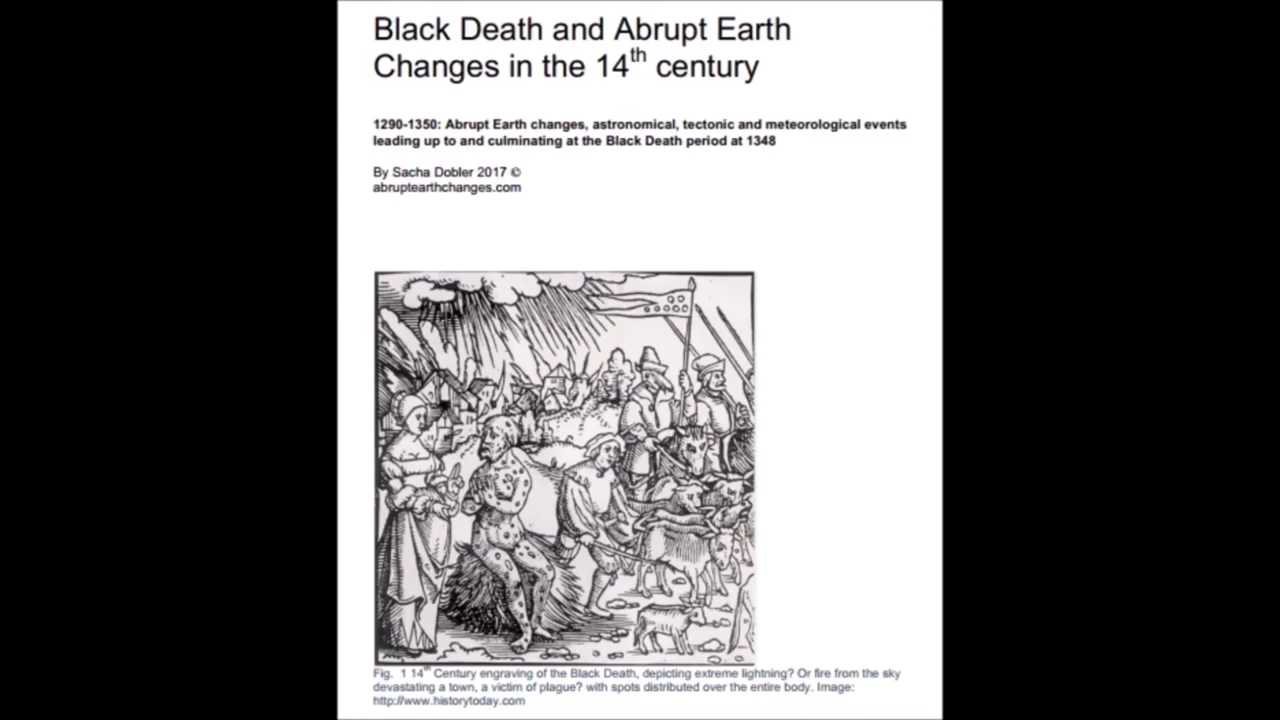 Black Death and Abrupt Earth
Changes in the 14th century
1290-1350: Abrupt Earth changes, astronomical, tectonic and meteorological events
leading up to and culminating at the Black Death period at 1348
By Sacha Dobler 2017 ©
abruptearthchanges.com
Fig. 1 14th Century engraving of the Black Death, depicting extreme lightning? Or fire from the sky
devastating a town, a victim of plague? with spots distributed over the entire body. Image:
http://www.historytoday.com